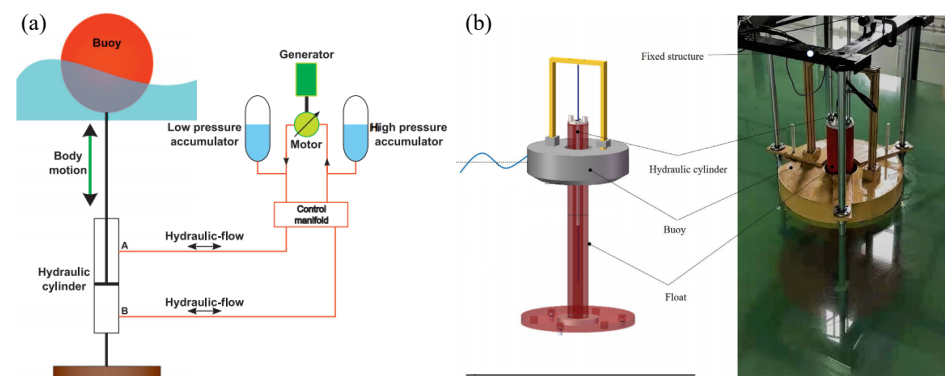 (a)
Buoy
Generator
Low pressure
accumulator
Motor
High pressure
accumulator
Body
motion
Control
manifold
A
Hydraulic-flow
Hydraulic
cylinder
B
Hydraulic-flow
(b)
Fixed structure
Hydraulic cylinder
Buoy
Float